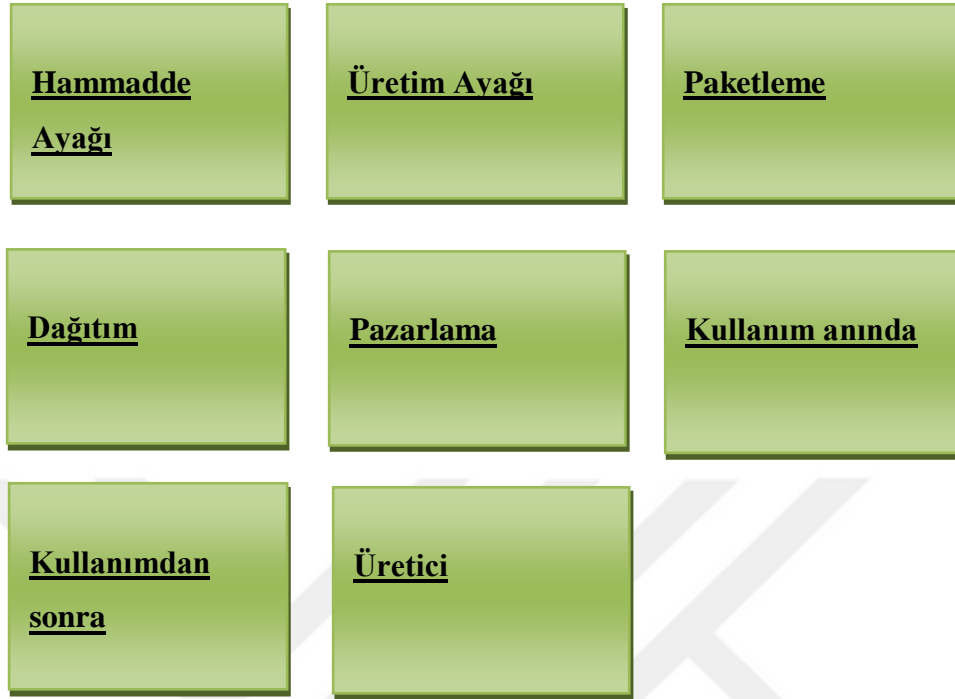 Hammadde
Ayağı
Üretim Ayağı
Paketleme
Dağıtım
Pazarlama
Kullanım anında
Kullanımdan
sonra
Üretici